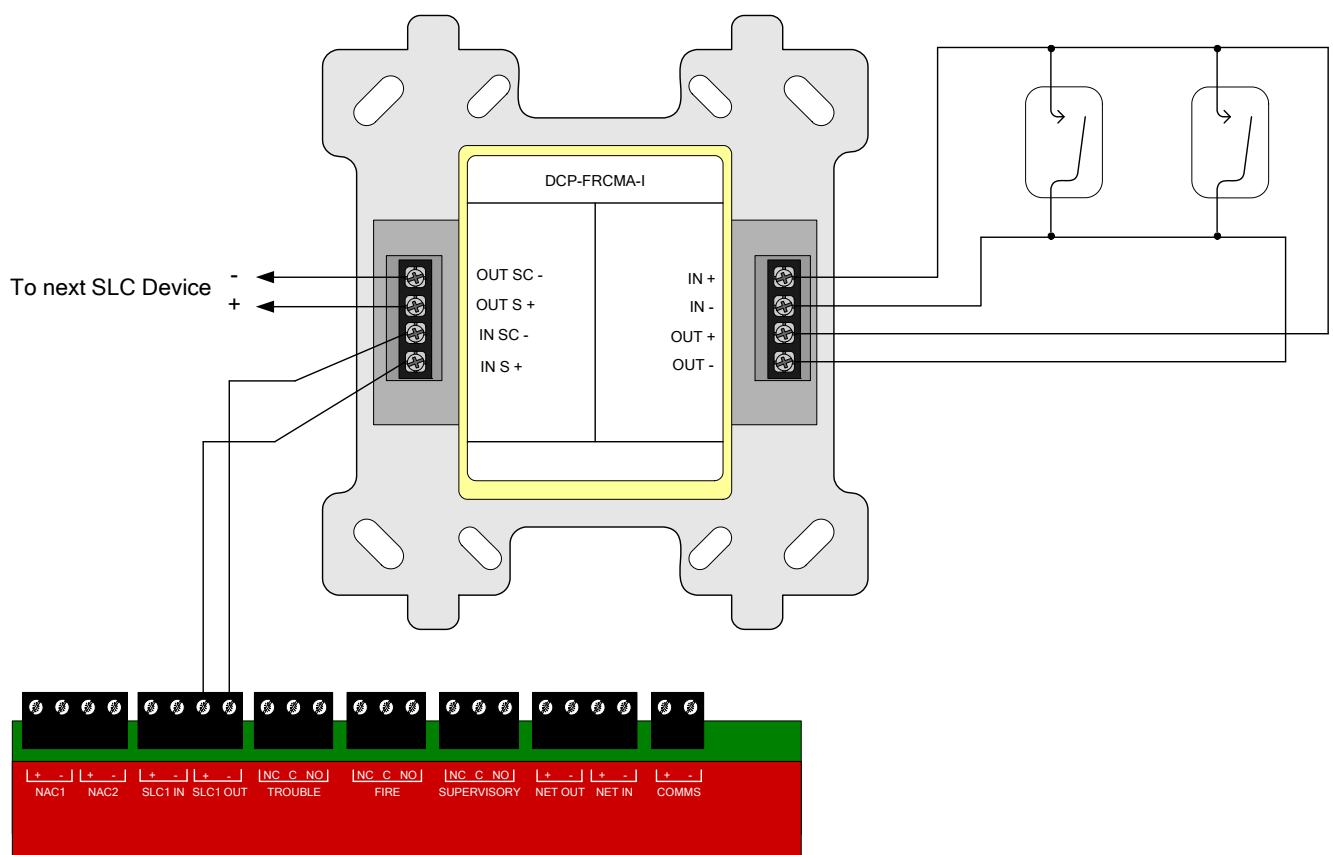 DCP-FRCMA-I
To next SLC Device
-
+
OUT SC -
OUT S +
IN SC -
IN S +
IN +
IN -
OUT +
OUT -
+ - + - + - + - NC C NO NC C NO NC C NO + - + - + -
NAC1 NAC2 SLC1 IN SLC1 OUT TROUBLE FIRE SUPERVISORY NET OUT NET IN COMMS